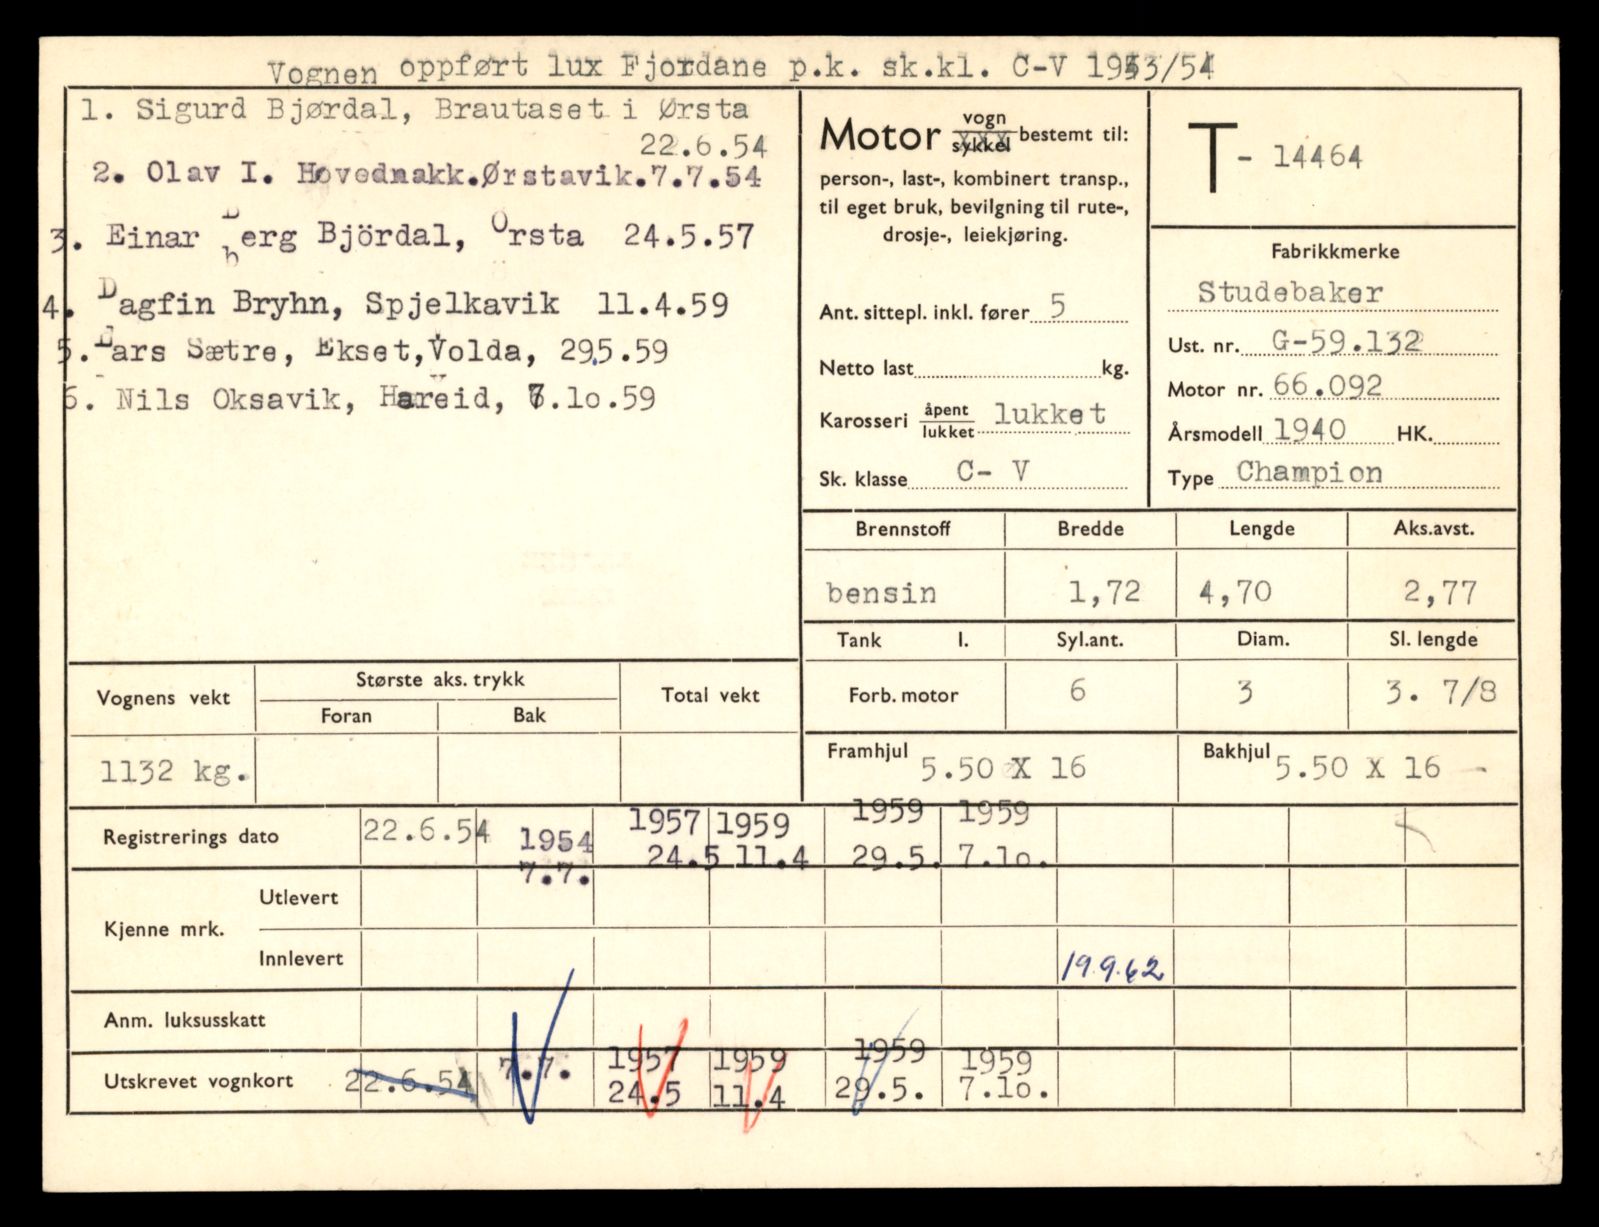 Vognen oppført lux Fjordane p.k. sk.kl. C-V 1953/54
1. Sigurd Bjørdal, Brautaset i Ørsta
22.6.54
2. Olav I. Hovednakk.Ørstavik.7.7.54
3. Einar Berg Björdal, Orsta 24.5.57
4. Dagfin Bryhn, Spjelkavik 11.4.59
5. Lars Sætre, Ekset, Volda, 29.5.59
6. Nils Oksavik, Hareid, 7.10.59
Motor vogn sykkel bestemt til:
person-, last-, kombinert transp.,
til eget bruk, bevilgning til rute-,
drosje-, leiekjøring.
Ant. sittepl. inkl. fører 5
Netto last kg.
Karosseri åpent lukket lukket
Sk. klasse C- V
T - 14464
Fabrikkmerke
Studebaker
Ust. nr. G-59.132
Motor nr. 66.092
Årsmodell 1940 HK.
Type Champion
Brennstoff Bredde Lengde Aks.avst.
bensin 1,72 4,70 2,77
Tank l. Syl.ant. Diam. Sl. lengde
Forb. motor 6 3 3. 7/8
Framhjul 5.50 X 16 Bakhjul 5.50 X 16 -
Vognens vekt Største aks. trykk Total vekt
Foran Bak
1132 kg.
Registrerings dato 22.6.54 1954 7.7. 1957 24.5 1959 11.4 1959 29.5. 1959 7.10.
Kjenne mrk. Utlevert
Innlevert 19.9.62
Anm. luksusskatt
Utskrevet vognkort 22.6.54 7.7. 1957 24.5 1959 11.4 1959 29.5. 1959 7.10.